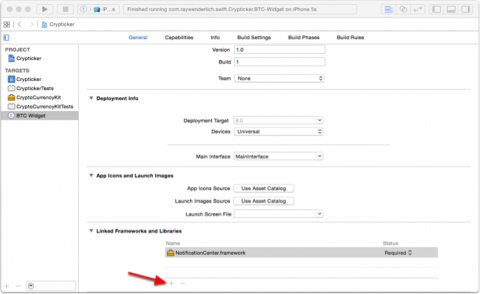 Finished running com.raywenderlich.swift.Crypticker.BTC-Widget on iPhone 5s
iP...
Crypticker
General Capabilities Info Build Settings Build Phases Build Rules
PROJECT
Crypticker
TARGETS
Crypticker
CryptickerTests
CryptoCurrencyKit
CryptoCurrencyKitTests
BTC Widget
Version 1.0
Build 1
Team None
Deployment Info
Deployment Target 8.0
Devices Universal
Main Interface MainInterface
App Icons and Launch Images
App Icons Source Use Asset Catalog
Launch Images Source Use Asset Catalog
Launch Screen File
Linked Frameworks and Libraries
Name Status
NotificationCenter.framework Required